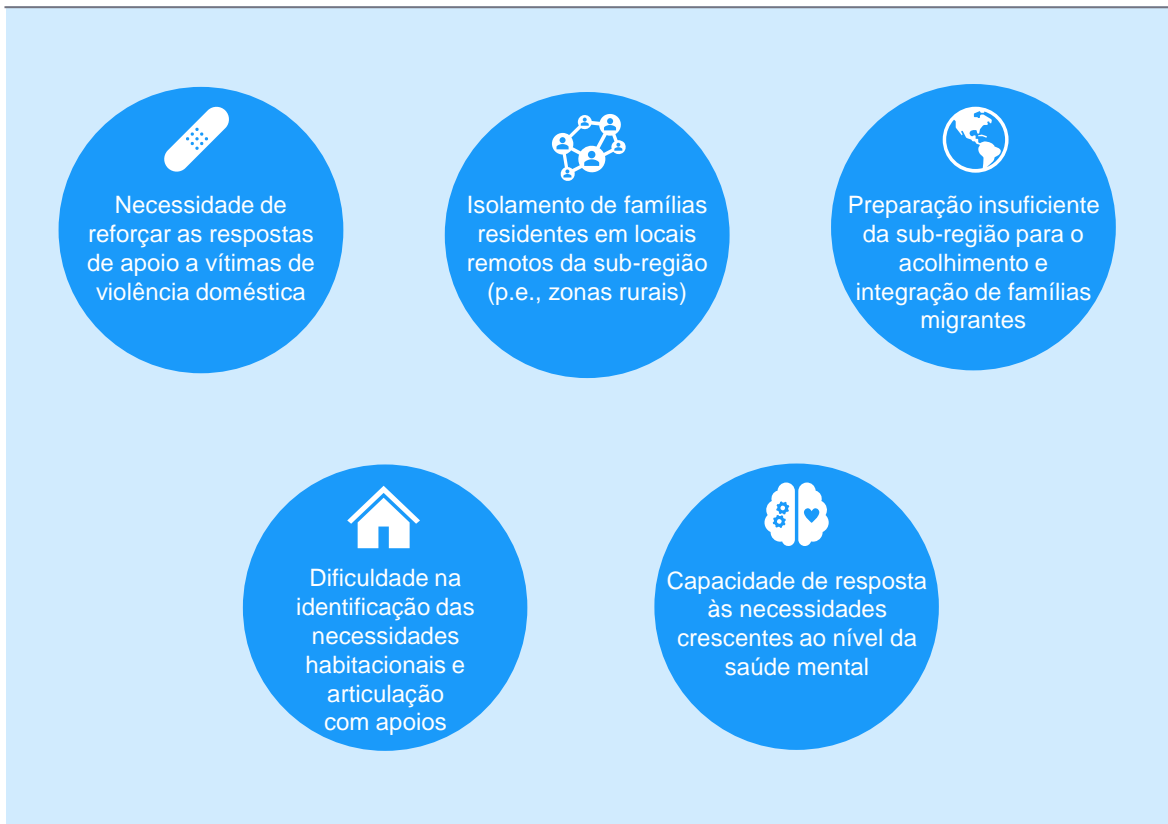 Necessidade de
reforçar as respostas
de apoio a vítimas de
violência doméstica
Isolamento de famílias
residentes em locais
remotos da sub-região
(p.e., zonas rurais)
Preparação insuficiente
da sub-região para o
acolhimento e
integração de famílias
migrantes
Dificuldade na
identificação das
necessidades
habitacionais e
articulação
com apoios
Capacidade de resposta
às necessidades
crescentes ao nível da
saúde mental